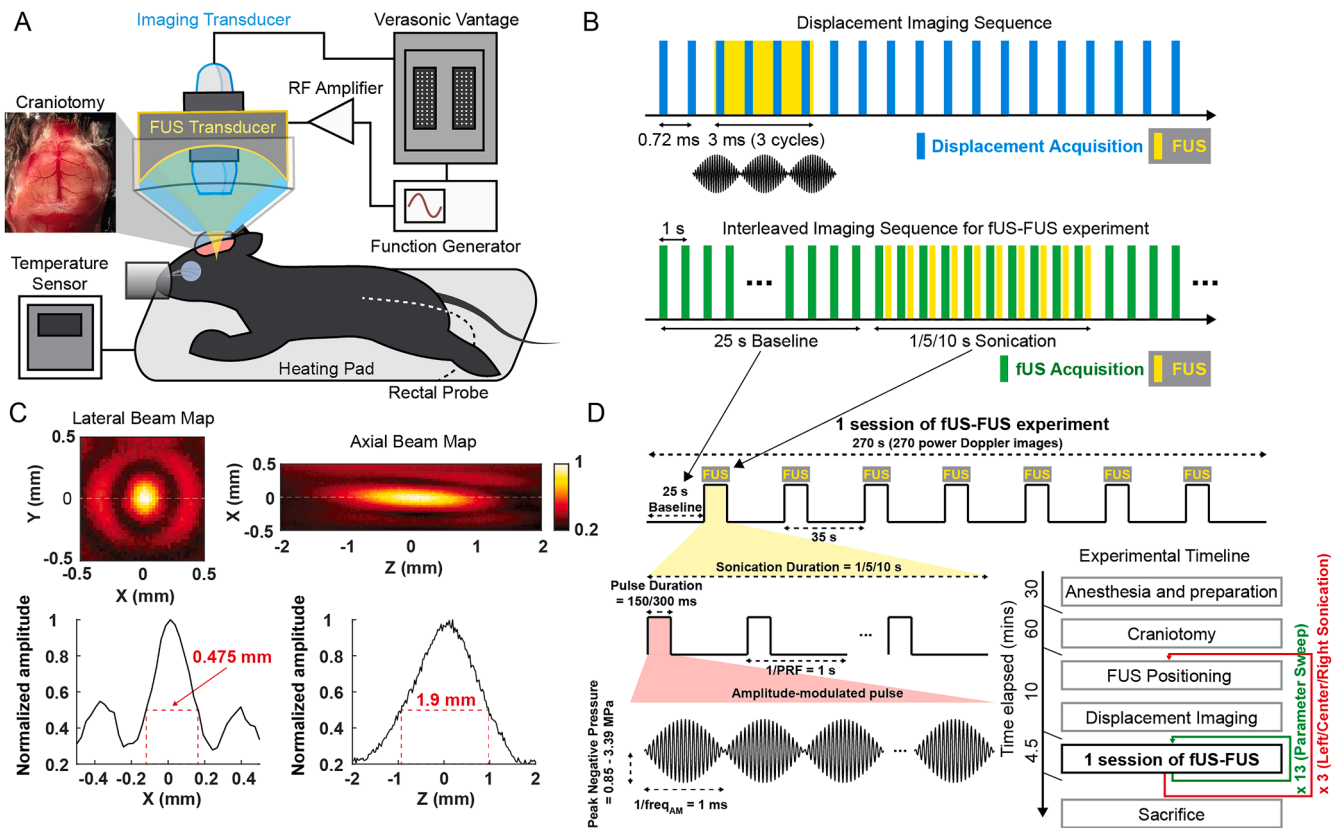 A
Imaging Transducer
Verasonic Vantage
RF Amplifier
Craniotomy
FUS Transducer
Function Generator
Temperature
Sensor
Heating Pad
Rectal Probe
B
Displacement Imaging Sequence
0.72 ms
3 ms (3 cycles)
Displacement Acquisition
FUS
Interleaved Imaging Sequence for fUS-FUS experiment
1 s
...
...
25 s Baseline
1/5/10 s Sonication
fUS Acquisition
FUS
C
Lateral Beam Map
0.5
0
-0.5
Y (mm)
-0.5
0
0.5
X (mm)
Axial Beam Map
0.5
0
-0.5
X (mm)
-2
-1
0
1
2
Z (mm)
1
0.2
Normalized amplitude
1
0.8
0.6
0.4
0.2
0.475 mm
-0.4
0
0.4
X (mm)
Normalized amplitude
1
0.8
0.6
0.4
0.2
1.9 mm
-2
-1
0
1
2
Z (mm)
D
1 session of fUS-FUS experiment
270 s (270 power Doppler images)
FUS
FUS
FUS
FUS
FUS
FUS
FUS
25 s
Baseline
35 s
Sonication Duration = 1/5/10 s
Pulse Duration
= 150/300 ms
...
1/PRF = 1 s
Amplitude-modulated pulse
Peak Negative Pressure
= 0.85 - 3.39 MPa
...
1/freqAM = 1 ms
Experimental Timeline
Time elapsed (mins)
30
60
10
4.5
Anesthesia and preparation
Craniotomy
FUS Positioning
Displacement Imaging
1 session of fUS-FUS
Sacrifice
x 13 (Parameter Sweep)
x 3 (Left/Center/Right Sonication)